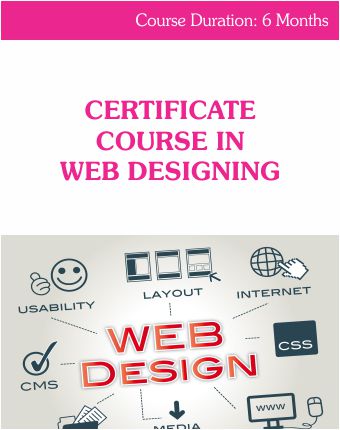 Course Duration: 6 Months
CERTIFICATE
COURSE IN
WEB DESIGNING
USABILITY
LAYOUT
INTERNET
WEB
DESIGN
CSS
CMS
MEDIA
WWW